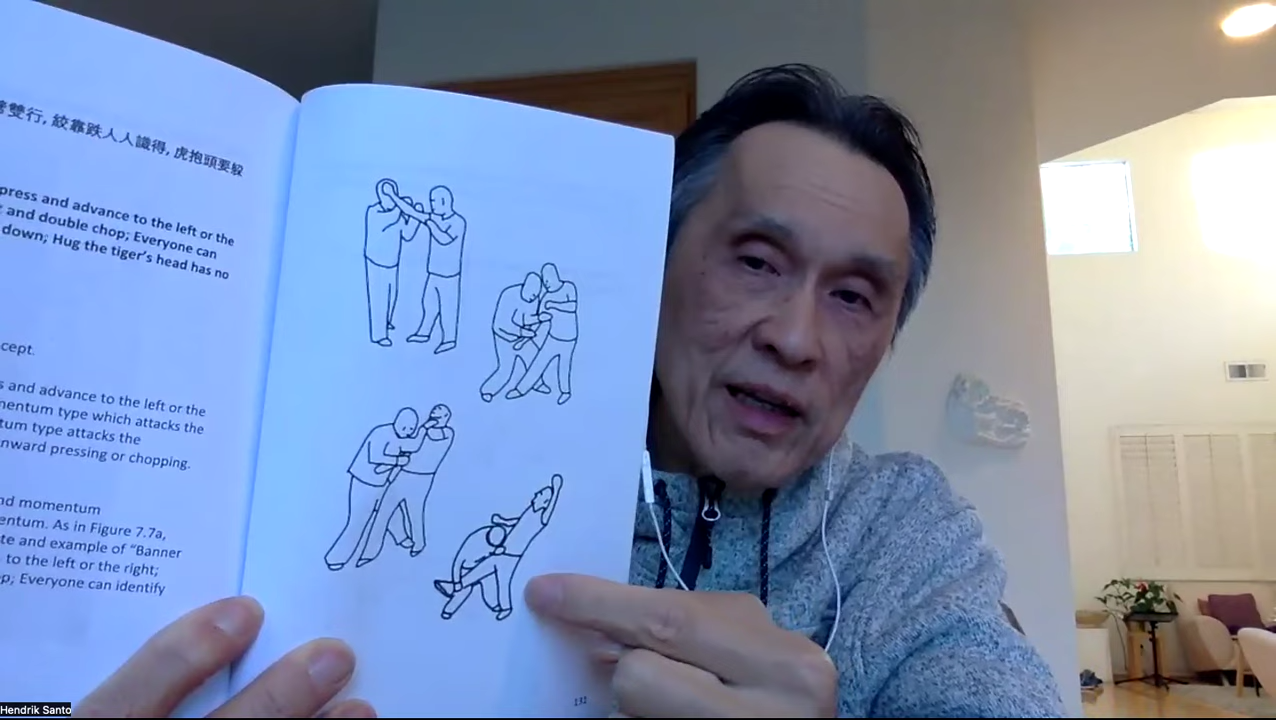 雙行, 絞靠跌人人識得, 虎抱頭要
press and advance to the left or the
and double chop; Everyone can
down; Hug the tiger's head has no
cept.
and advance to the left or the
mentum type which attacks the
tum type attacks the
nward pressing or chopping.
nd momentum
entum. As in Figure 7.7a,
te and example of "Banner
to the left or the right;
op; Everyone can identify
132
Hendrik Santo